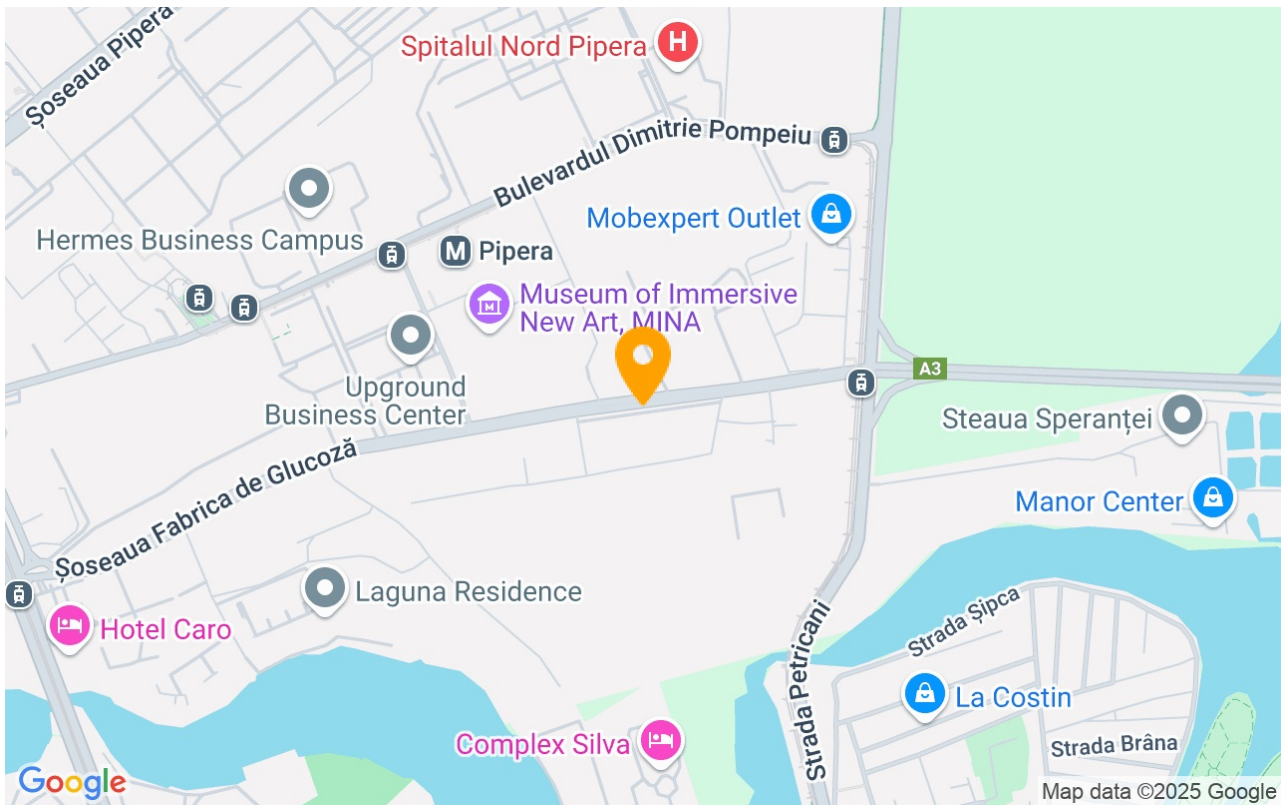 Spitalul Nord Pipera
H
Șoseaua Pipera
Bulevardul Dimitrie Pompeiu
Mobexpert Outlet
Hermes Business Campus
M Pipera
Museum of Immersive
New Art, MINA
A3
Upground
Business Center
Steaua Speranței
Șoseaua Fabrica de Glucoză
Manor Center
Laguna Residence
Hotel Caro
Strada Șipca
Strada Petricani
La Costin
Complex Silva
Strada Brâna
Google
Map data ©2025 Google